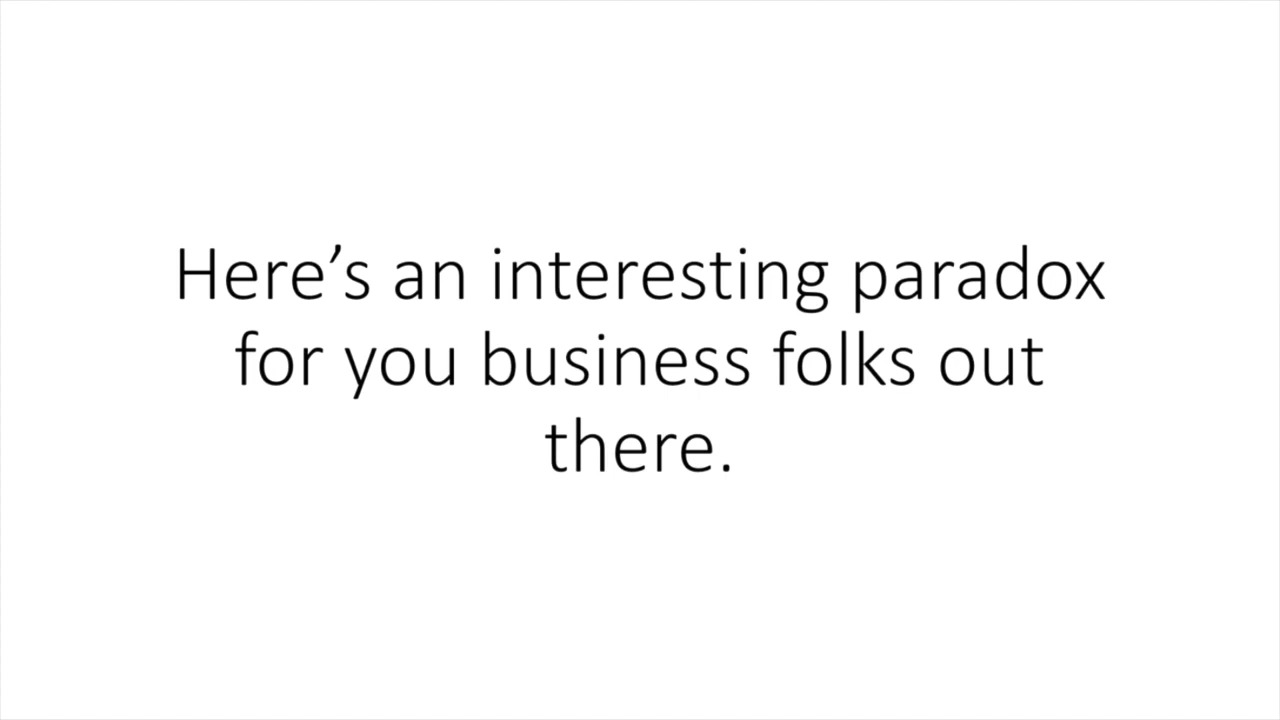 Here’s an interesting paradox
for you business folks out
there.